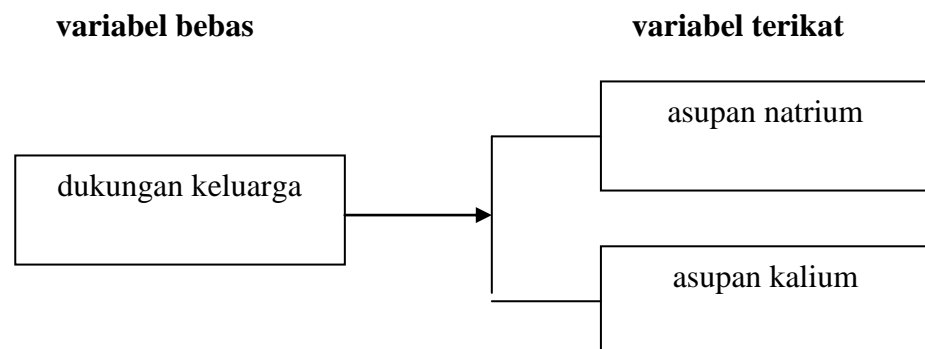 variabel bebas
variabel terikat
asupan natrium
dukungan keluarga
asupan kalium